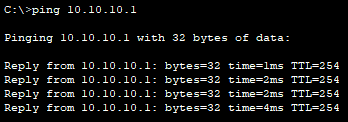 C:\>ping 10.10.10.1
Pinging 10.10.10.1 with 32 bytes of data:
Reply from 10.10.10.1: bytes=32 time=1ms TTL=254
Reply from 10.10.10.1: bytes=32 time=2ms TTL=254
Reply from 10.10.10.1: bytes=32 time=2ms TTL=254
Reply from 10.10.10.1: bytes=32 time=4ms TTL=254